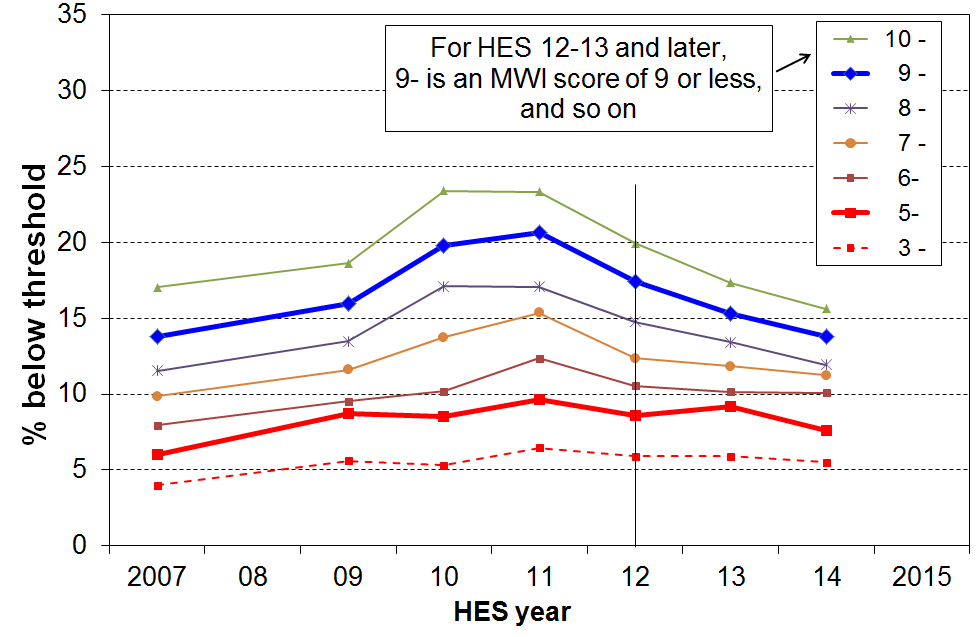 35
30
25
20
15
10
5
0
% below threshold
For HES 12-13 and later,
9- is an MWI score of 9 or less,
and so on
10 -
9 -
8 -
7 -
6-
5-
3 -
2007 08 09 10 11 12 13 14 2015
HES year